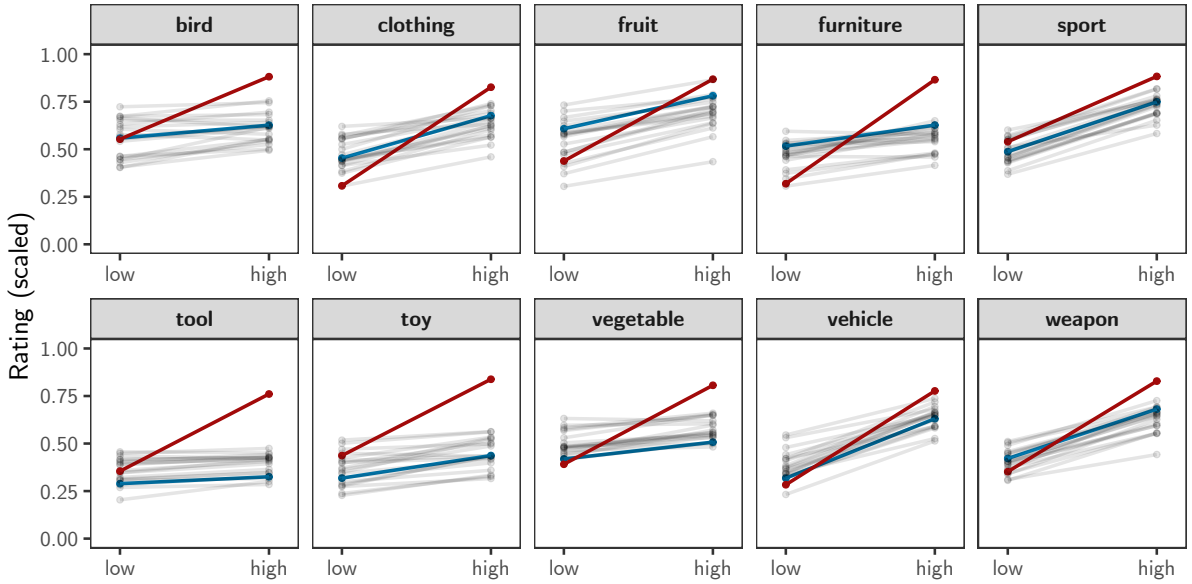 bird clothing fruit furniture sport
1.00
0.75
0.50
0.25
0.00
low high low high low high low high low high
Rating (scaled)
tool toy vegetable vehicle weapon
1.00
0.75
0.50
0.25
0.00
low high low high low high low high low high